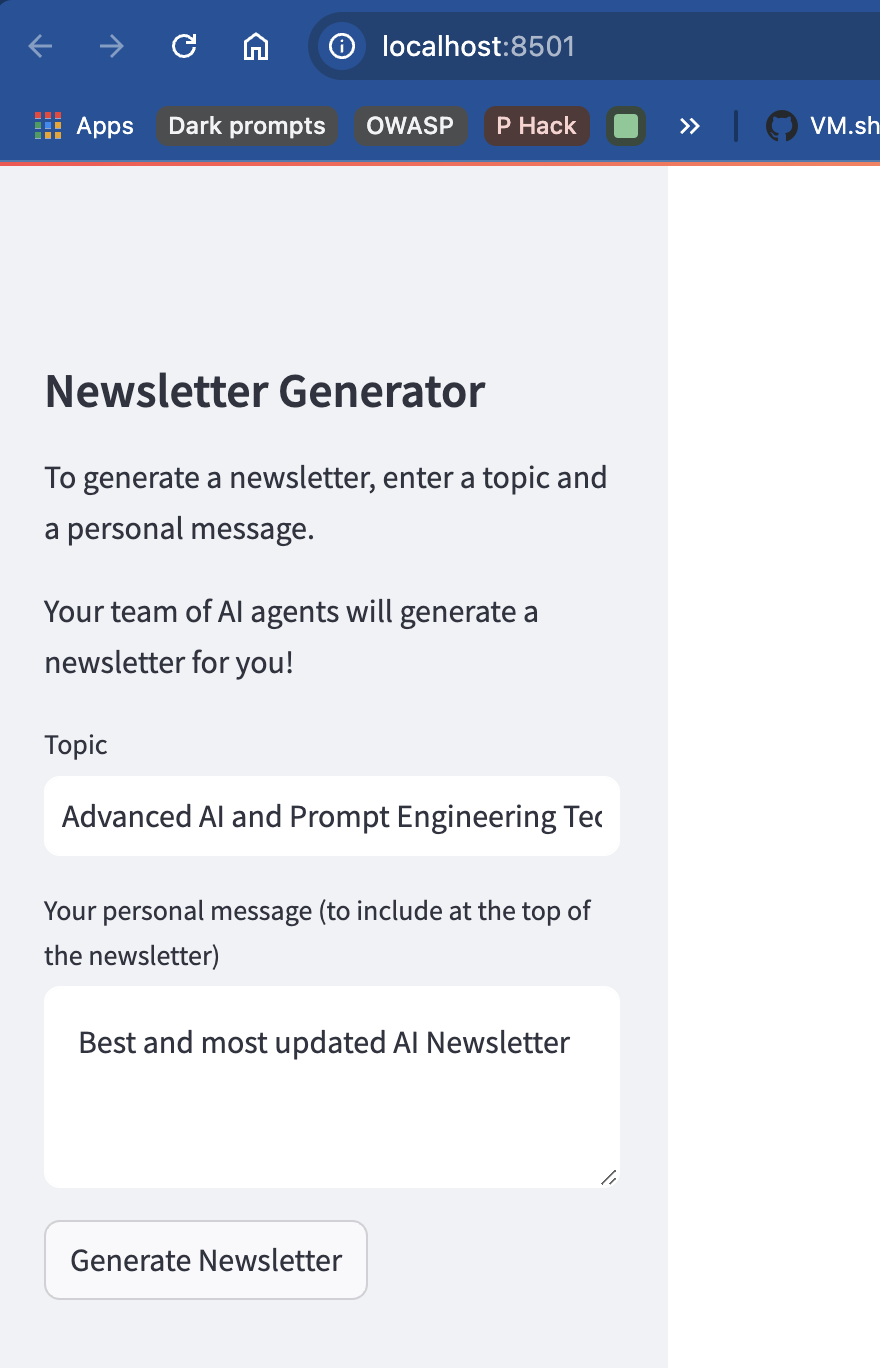 localhost:8501
Apps Dark prompts OWASP P Hack VM.sh
Newsletter Generator
To generate a newsletter, enter a topic and
a personal message.
Your team of AI agents will generate a
newsletter for you!
Topic
Advanced AI and Prompt Engineering Tec
Your personal message (to include at the top of
the newsletter)
Best and most updated AI Newsletter
Generate Newsletter